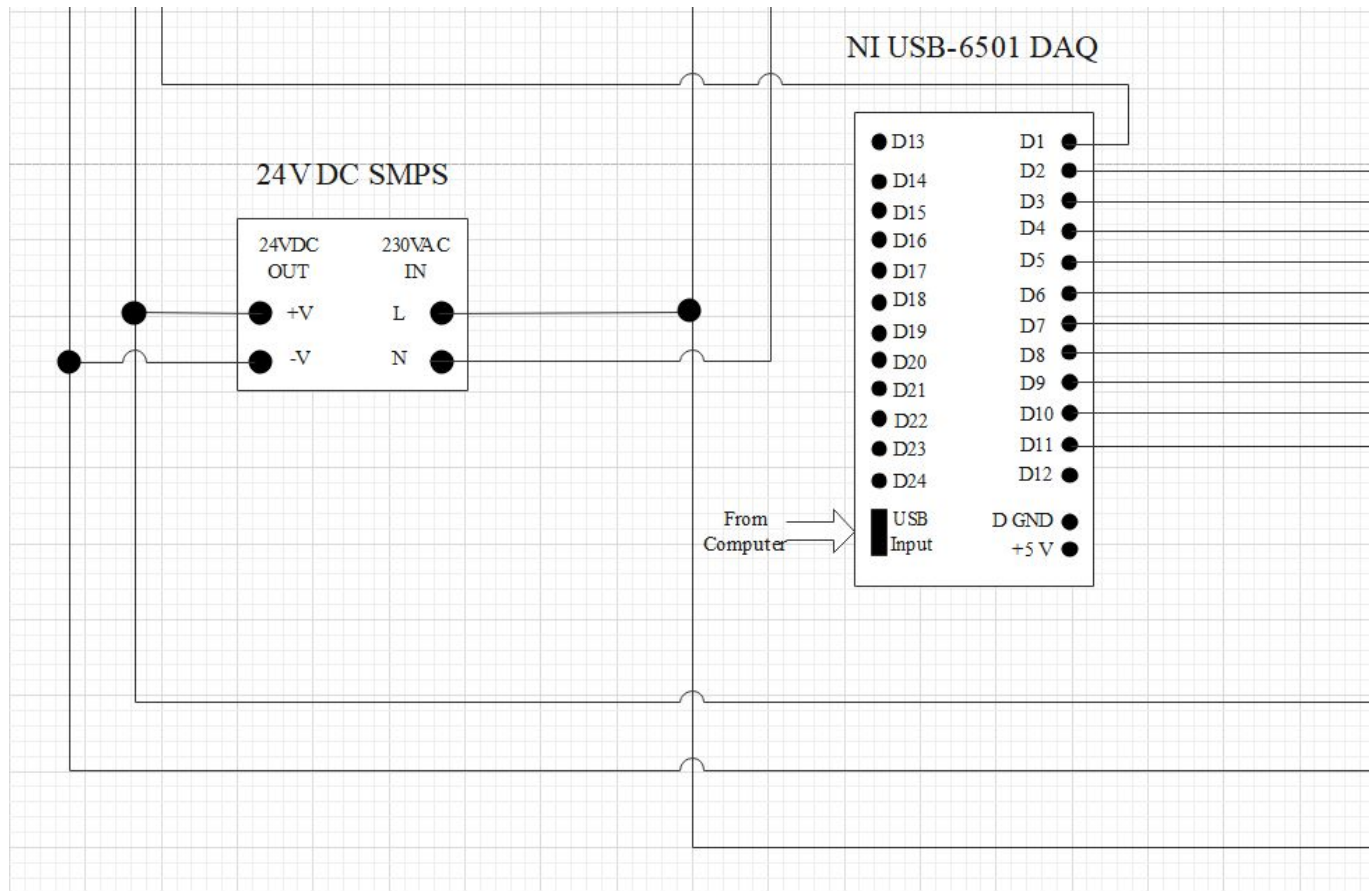 NI USB-6501 DAQ
D13 D1
D14 D2
D15 D3
D16 D4
D17 D5
D18 D6
D19 D7
D20 D8
D21 D9
D22 D10
D23 D11
D24 D12
USB D GND
Input +5 V
From
Computer
24V DC SMPS
24VDC 230VAC
OUT IN
+V L
-V N